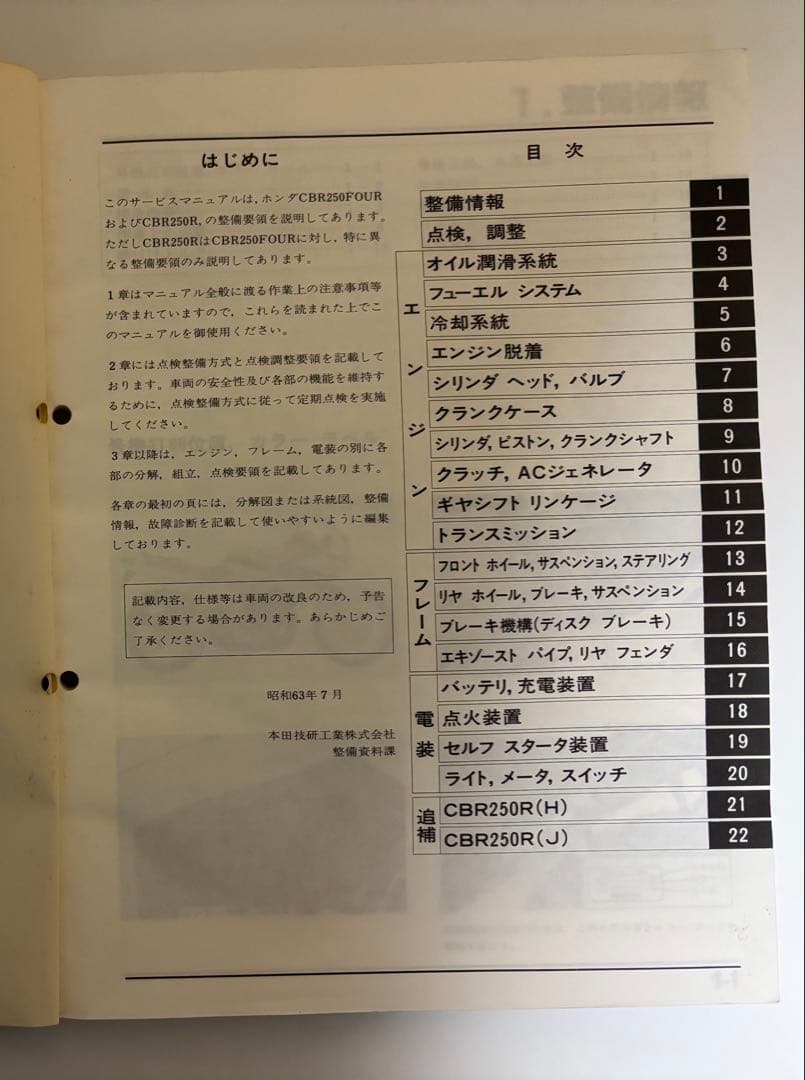 はじめに
このサービスマニュアルは，ホンダCBR250FOUR
およびCBR250R，の整備要領を説明してあります。
ただしCBR250RはCBR250FOURに対し，特に異
なる整備要領のみ説明してあります。
1章はマニュアル全般に渡る作業上の注意事項等
が含まれていますので，これらを読まれた上でこ
のマニュアルを御使用ください。
2章には点検整備方式と点検調整要領を記載して
おります。車両の安全性及び各部の機能を維持す
るために，点検整備方式に従って定期点検を実施
してください。
3章以降は，エンジン，フレーム，電装の別に各
部の分解，組立，点検要領を記載してあります。
各章の最初の頁には，分解図または系統図，整備
情報，故障診断を記載して使いやすいように編集
しております。
記載内容，仕様等は車両の改良のため，予告
なく変更する場合があります。あらかじめご
了承ください。
昭和63年7月
本田技研工業株式会社
整備資料課
目 次
整備情報 1
点検，調整 2
エンジン
オイル潤滑系統 3
フューエル システム 4
冷却系統 5
エンジン脱着 6
シリンダ ヘッド，バルブ 7
クランクケース 8
シリンダ，ピストン，クランクシャフト 9
クラッチ，ACジェネレータ 10
ギヤシフト リンケージ 11
トランスミッション 12
フレーム
フロント ホイール，サスペンション，ステアリング 13
リヤ ホイール，ブレーキ，サスペンション 14
ブレーキ機構(ディスク ブレーキ) 15
エキゾースト パイプ，リヤ フェンダ 16
電装
バッテリ，充電装置 17
点火装置 18
セルフ スタータ装置 19
ライト，メータ，スイッチ 20
追補
CBR250R(H) 21
CBR250R(J) 22